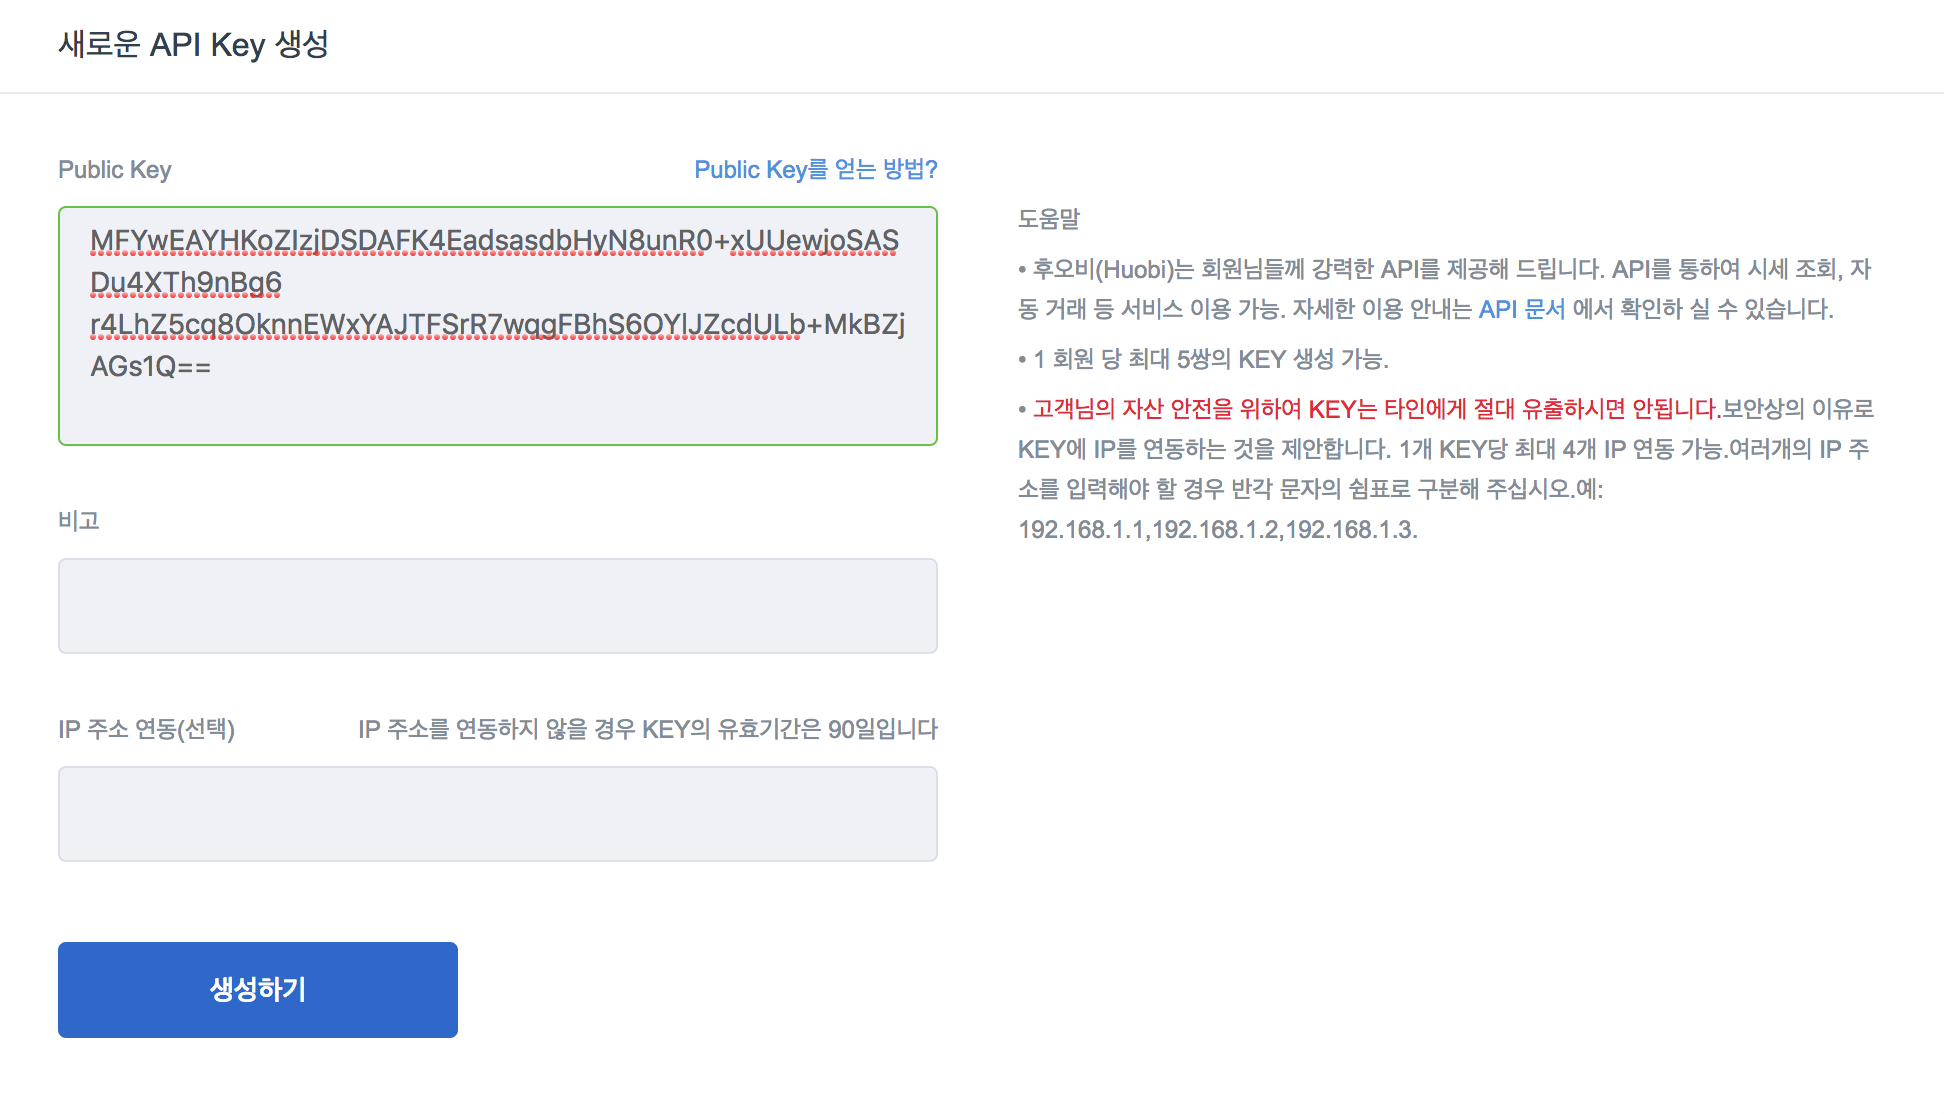 새로운 API Key 생성
Public Key
Public Key를 얻는 방법?
MFYwEAYHKoZIzjDSDAFK4EadsasdbHyN8unR0+xUUewjoSAS
Du4XTh9nBg6
r4LhZ5cq8OknnEWxYAJTFSrR7wqgFBhS6OYlJZcdULb+MkBZj
AGs1Q==
비고
IP 주소 연동(선택)
IP 주소를 연동하지 않을 경우 KEY의 유효기간은 90일입니다
생성하기
도움말
• 후오비(Huobi)는 회원님들께 강력한 API를 제공해 드립니다. API를 통하여 시세 조회, 자
동 거래 등 서비스 이용 가능. 자세한 이용 안내는 API 문서 에서 확인하 실 수 있습니다.
• 1 회원 당 최대 5쌍의 KEY 생성 가능.
• 고객님의 자산 안전을 위하여 KEY는 타인에게 절대 유출하시면 안됩니다.보안상의 이유로
KEY에 IP를 연동하는 것을 제안합니다. 1개 KEY당 최대 4개 IP 연동 가능.여러개의 IP 주
소를 입력해야 할 경우 반각 문자의 쉼표로 구분해 주십시오.예:
192.168.1.1,192.168.1.2,192.168.1.3.